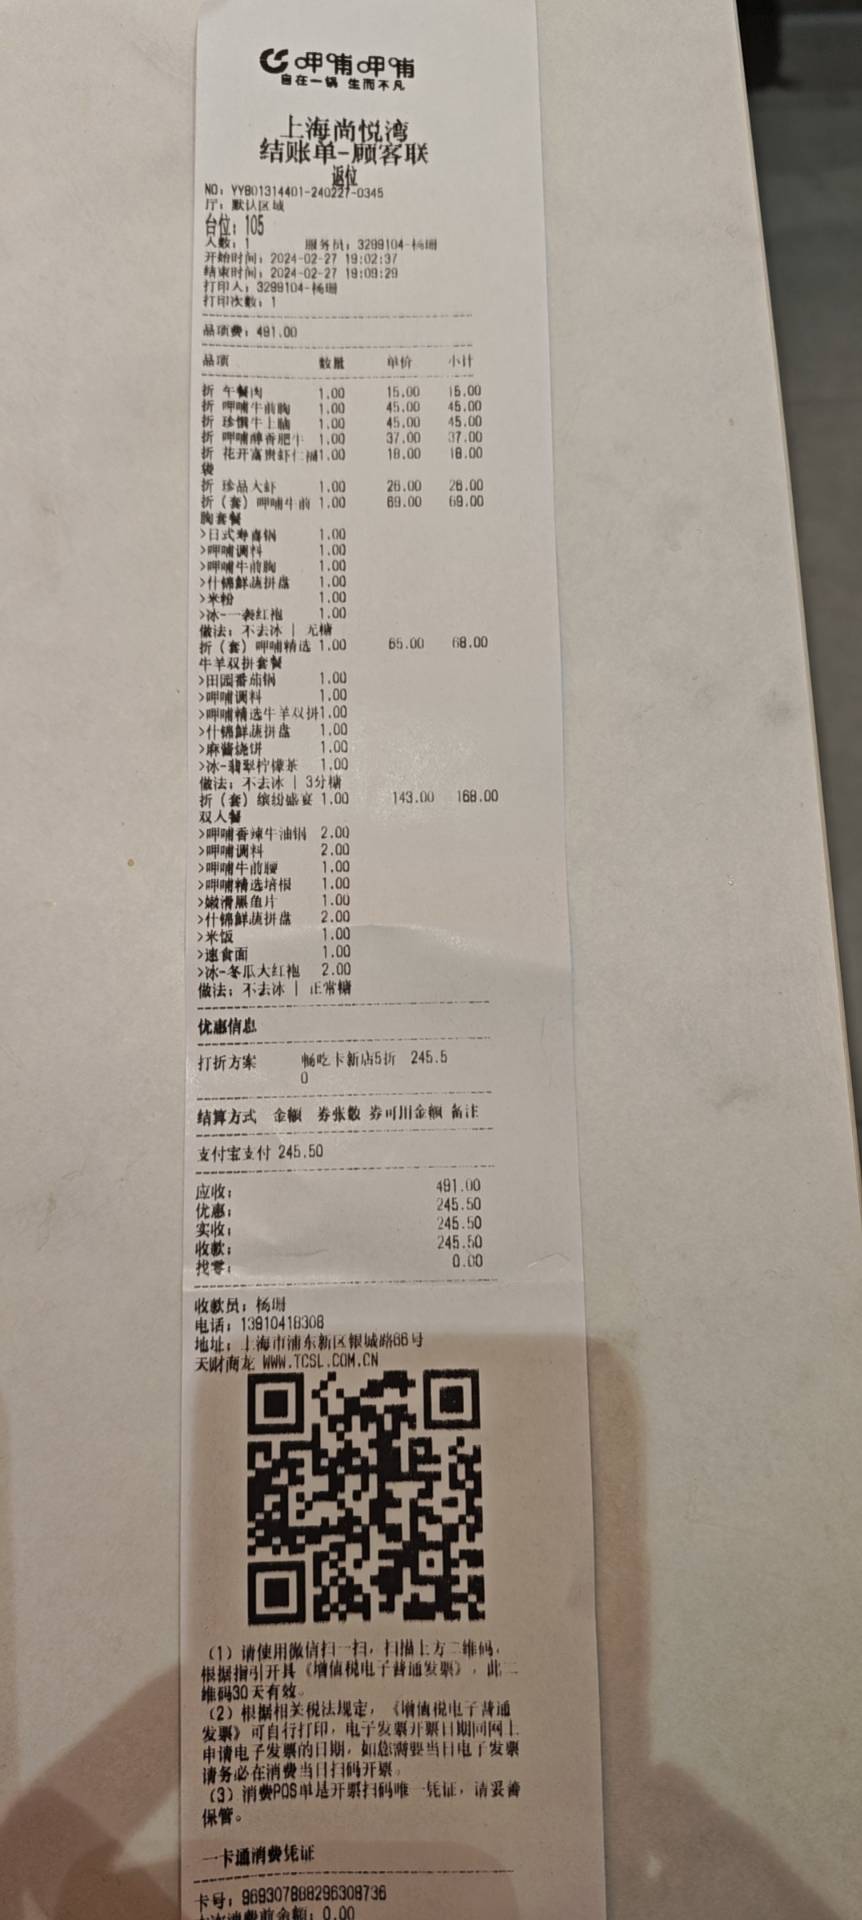 呷哺呷哺
自在一锅 生而不凡
上海尚悦湾
结账单-顾客联
返位
NO: YYB01314401-240227-0345
厅: 默认区域
台位: 105
人数: 1 服务员: 3299104-杨珊
开始时间: 2024-02-27 19:02:37
结束时间: 2024-02-27 19:09:29
打印人: 3299104-杨珊
打印次数: 1
品项费: 491.00
品项 数量 单价 小计
折 午餐肉 1.00 15.00 15.00
折 呷哺牛前胸 1.00 45.00 45.00
折 珍馔牛上脑 1.00 45.00 45.00
折 呷哺醇香肥牛 1.00 37.00 37.00
折 花开富贵虾仁福1.00 18.00 18.00
袋
折 珍品大虾 1.00 26.00 26.00
折 (套) 呷哺牛前 1.00 69.00 69.00
胸套餐
>日式寿喜锅 1.00
>呷哺调料 1.00
>呷哺牛前胸 1.00
>什锦鲜蔬拼盘 1.00
>米粉 1.00
>冰-一袭红袍 1.00
做法: 不去冰 | 无糖
折 (套) 呷哺精选 1.00 65.00 68.00
牛羊双拼套餐
>田园番茄锅 1.00
>呷哺调料 1.00
>呷哺精选牛羊双拼1.00
>什锦鲜蔬拼盘 1.00
>麻酱烧饼 1.00
>冰-翡翠柠檬茶 1.00
做法: 不去冰 | 3分糖
折 (套) 缤纷盛宴 1.00 143.00 168.00
双人餐
>呷哺香辣牛油锅 2.00
>呷哺调料 2.00
>呷哺牛前腰 1.00
>呷哺精选培根 1.00
>嫩滑黑鱼片 1.00
>什锦鲜蔬拼盘 2.00
>米饭 1.00
>速食面 1.00
>冰-冬瓜大红袍 2.00
做法: 不去冰 | 正常糖
优惠信息
打折方案 畅吃卡新店5折 245.5
0
结算方式 金额 券张数 券可用金额 备注
支付宝支付 245.50
应收: 491.00
优惠: 245.50
实收: 245.50
收款: 245.50
找零: 0.00
收款员: 杨珊
电话: 13910418308
地址: 上海市浦东新区银城路66号
天财商龙 WWW.TCSL.COM.CN
(1) 请使用微信扫一扫, 扫描上方二维码,
根据指引开具《增值税电子普通发票》, 此二
维码30天有效。
(2) 根据相关税法规定, 《增值税电子普通
发票》可自行打印, 电子发票开票日期同网上
申请电子发票的日期, 如您需要当日电子发票
请务必在消费当日扫码开票。
(3) 消费POS单是开票扫码唯一凭证, 请妥善
保管。
一卡通消费凭证
卡号: 969307888296308736
本次消费前余额: 0.00